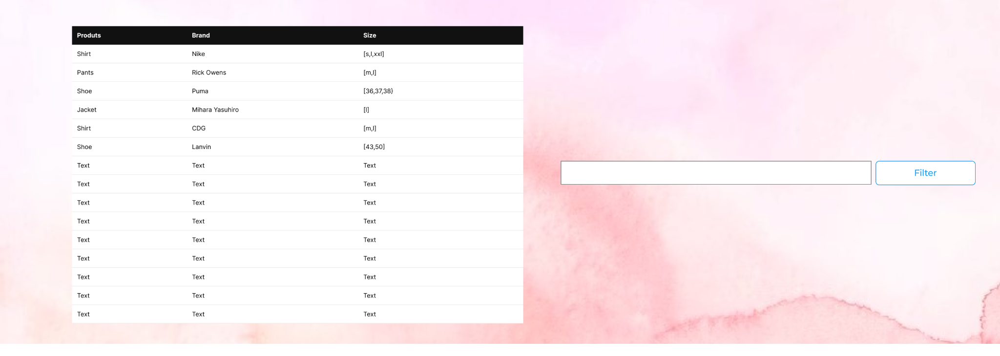 Produts Brand Size
Shirt Nike [s,l,xxl]
Pants Rick Owens [m,l]
Shoe Puma [36,37,38}
Jacket Mihara Yasuhiro [l]
Shirt CDG [m,l]
Shoe Lanvin [43,50]
Text Text Text
Text Text Text
Text Text Text
Text Text Text
Text Text Text
Text Text Text
Text Text Text
Text Text Text
Text Text Text
Filter